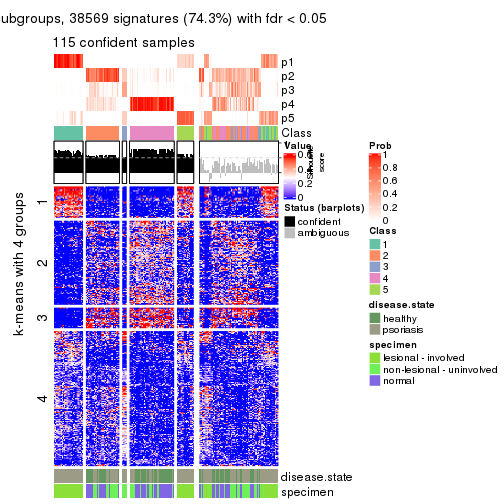 ubgroups, 38569 signatures (74.3%) with fdr < 0.05
115 confident samples
p1
p2
p3
p4
p5
Class
1
2
3
4
k-means with 4 groups
Value
0.6
0.4
0.2
0
Silhouette
score
Status (barplots)
confident
ambiguous
Prob
1
0.8
0.6
0.4
0.2
0
Class
1
2
3
4
5
disease.state
healthy
psoriasis
specimen
lesional - involved
non-lesional - uninvolved
normal
disease.state
specimen